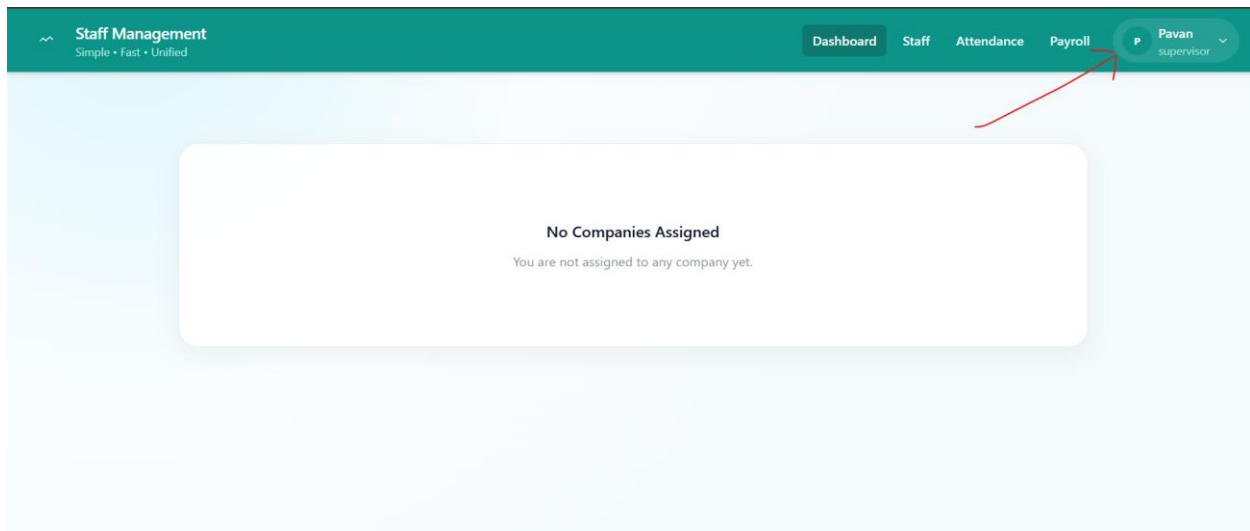 Staff Management
Simple • Fast • Unified
Dashboard Staff Attendance Payroll
P Pavan
supervisor
No Companies Assigned
You are not assigned to any company yet.